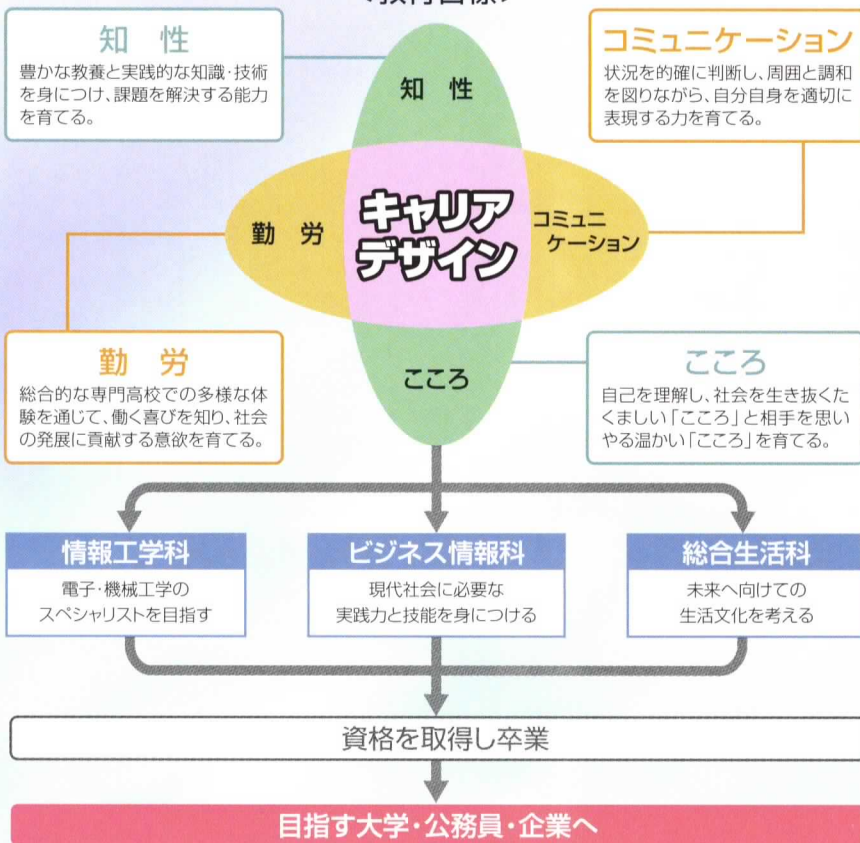 知 性
豊かな教養と実践的な知識・技術
を身につけ、課題を解決する能力
を育てる。
コミュニケーション
状況を的確に判断し、周囲と調和
を図りながら、自分自身を適切に
表現する力を育てる。
知 性
勤 労
キャリア
デザイン
コミュニ
ケーション
こころ
勤 労
総合的な専門高校での多様な体
験を通じて、働く喜びを知り、社会
の発展に貢献する意欲を育てる。
こころ
自己を理解し、社会を生き抜くた
くましい「こころ」と相手を思い
やる温かい「こころ」を育てる。
情報工学科
電子・機械工学の
スペシャリストを目指す
ビジネス情報科
現代社会に必要な
実践力と技能を身につける
総合生活科
未来へ向けての
生活文化を考える
資格を取得し卒業
目指す大学・公務員・企業へ